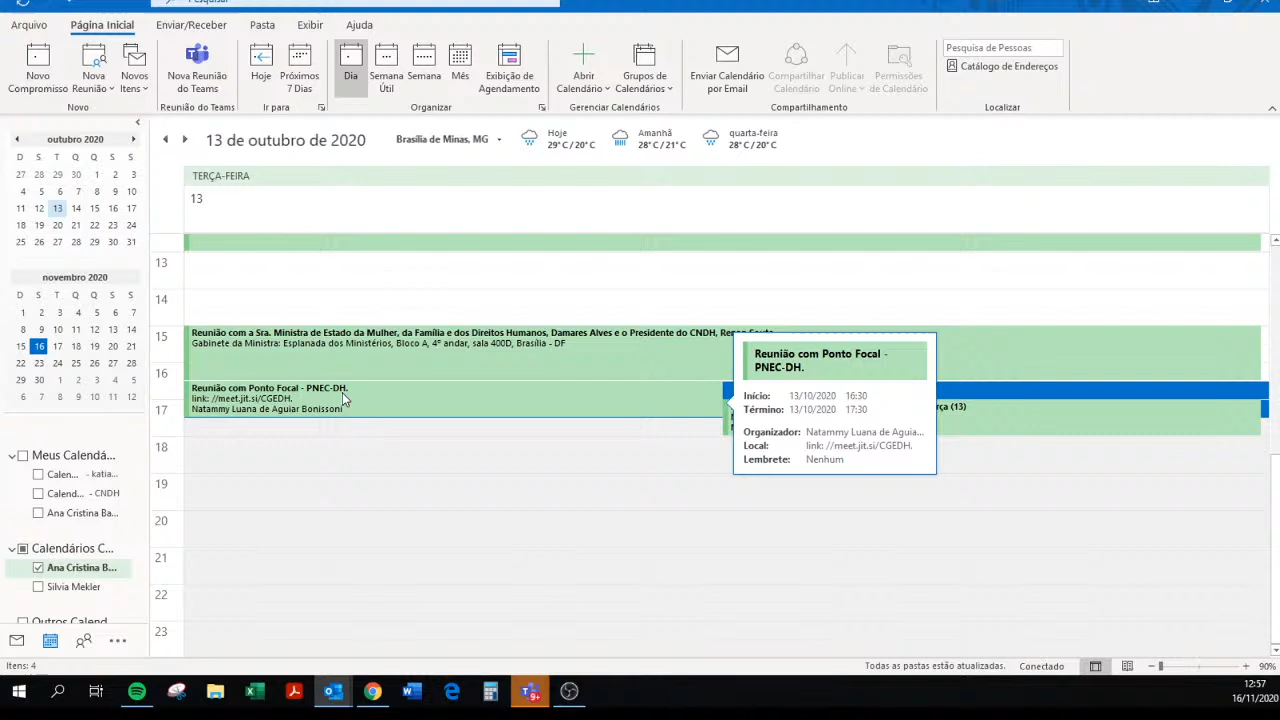 Arquivo Página Inicial Enviar/Receber Pasta Exibir Ajuda
Novo Compromisso
Nova Reunião
Novos Itens
Nova Reunião do Teams
Hoje
Próximos 7 Dias
Dia
Semana Útil
Semana
Mês
Exibição de Agendamento
Abrir Calendário
Grupos de Calendários
Enviar Calendário por Email
Compartilhar Calendário
Publicar Online
Permissões de Calendário
Pesquisa de Pessoas
Catálogo de Endereços
Novo Reunião do Teams Ir para Organizar Gerenciar Calendários Compartilhamento Localizar
outubro 2020
D S T Q Q S S
27 28 29 30 1 2 3
4 5 6 7 8 9 10
11 12 13 14 15 16 17
18 19 20 21 22 23 24
25 26 27 28 29 30 31
novembro 2020
D S T Q Q S S
1 2 3 4 5 6 7
8 9 10 11 12 13 14
15 16 17 18 19 20 21
22 23 24 25 26 27 28
29 30 1 2 3 4 5
6 7 8 9 10 11 12
Meus Calendá...
Calen... - katia...
Calend... - CNDH
Ana Cristina Ba...
Calendários C...
Ana Cristina B...
Silvia Mekler
Outros Calend
13 de outubro de 2020
Brasília de Minas, MG
Hoje
29° C / 20° C
Amanhã
28° C / 21° C
quarta-feira
28° C / 20° C
TERÇA-FEIRA
13
13
14
15
16
17
18
19
20
21
22
23
Reunião com a Sra. Ministra de Estado da Mulher, da Família e dos Direitos Humanos, Damares Alves e o Presidente do CNDH,
Gabinete da Ministra: Esplanada dos Ministérios, Bloco A, 4º andar, sala 400D, Brasília - DF
Reunião com Ponto Focal - PNEC-DH.
link: //meet.jit.si/CGEDH.
Natammy Luana de Aguiar Bonissoni
rça (13)
Reunião com Ponto Focal - PNEC-DH.
Início: 13/10/2020 16:30
Término: 13/10/2020 17:30
Organizador: Natammy Luana de Aguia...
Local: link: //meet.jit.si/CGEDH.
Lembrete: Nenhum
Itens: 4
Todas as pastas estão atualizadas. Conectado
90%
12:57
16/11/2020